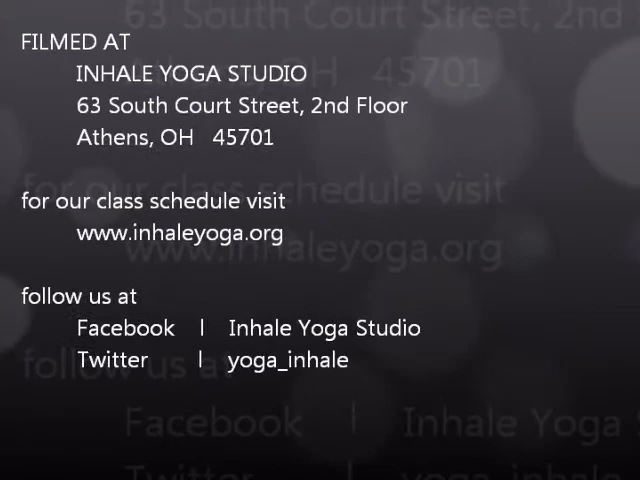 FILMED AT
INHALE YOGA STUDIO
63 South Court Street, 2nd Floor
Athens, OH 45701
for our class schedule visit
www.inhaleyoga.org
follow us at
Facebook | Inhale Yoga Studio
Twitter | yoga_inhale